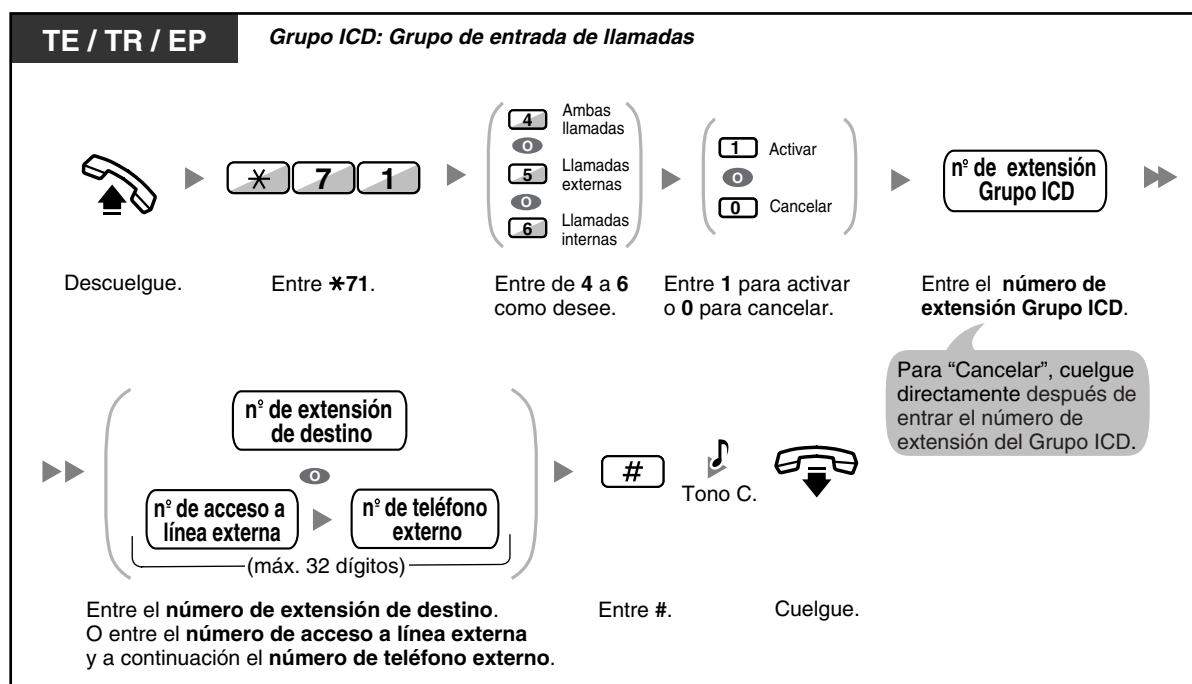 TE / TR / EP
Grupo ICD: Grupo de entrada de llamadas
4 Ambas llamadas
O
5 Llamadas externas
O
6 Llamadas internas
1 Activar
O
0 Cancelar
nº de extensión
Grupo ICD
✳ 7 1
Descuelgue.
Entre ✳71.
Entre de 4 a 6
como desee.
Entre 1 para activar
o 0 para cancelar.
Entre el número de
extensión Grupo ICD.
Para “Cancelar”, cuelgue
directamente después de
entrar el número de
extensión del Grupo ICD.
nº de extensión
de destino
O
nº de acceso a
línea externa
nº de teléfono
externo
(máx. 32 dígitos)
#
Tono C.
Entre el número de extensión de destino.
O entre el número de acceso a línea externa
y a continuación el número de teléfono externo.
Entre #.
Cuelgue.